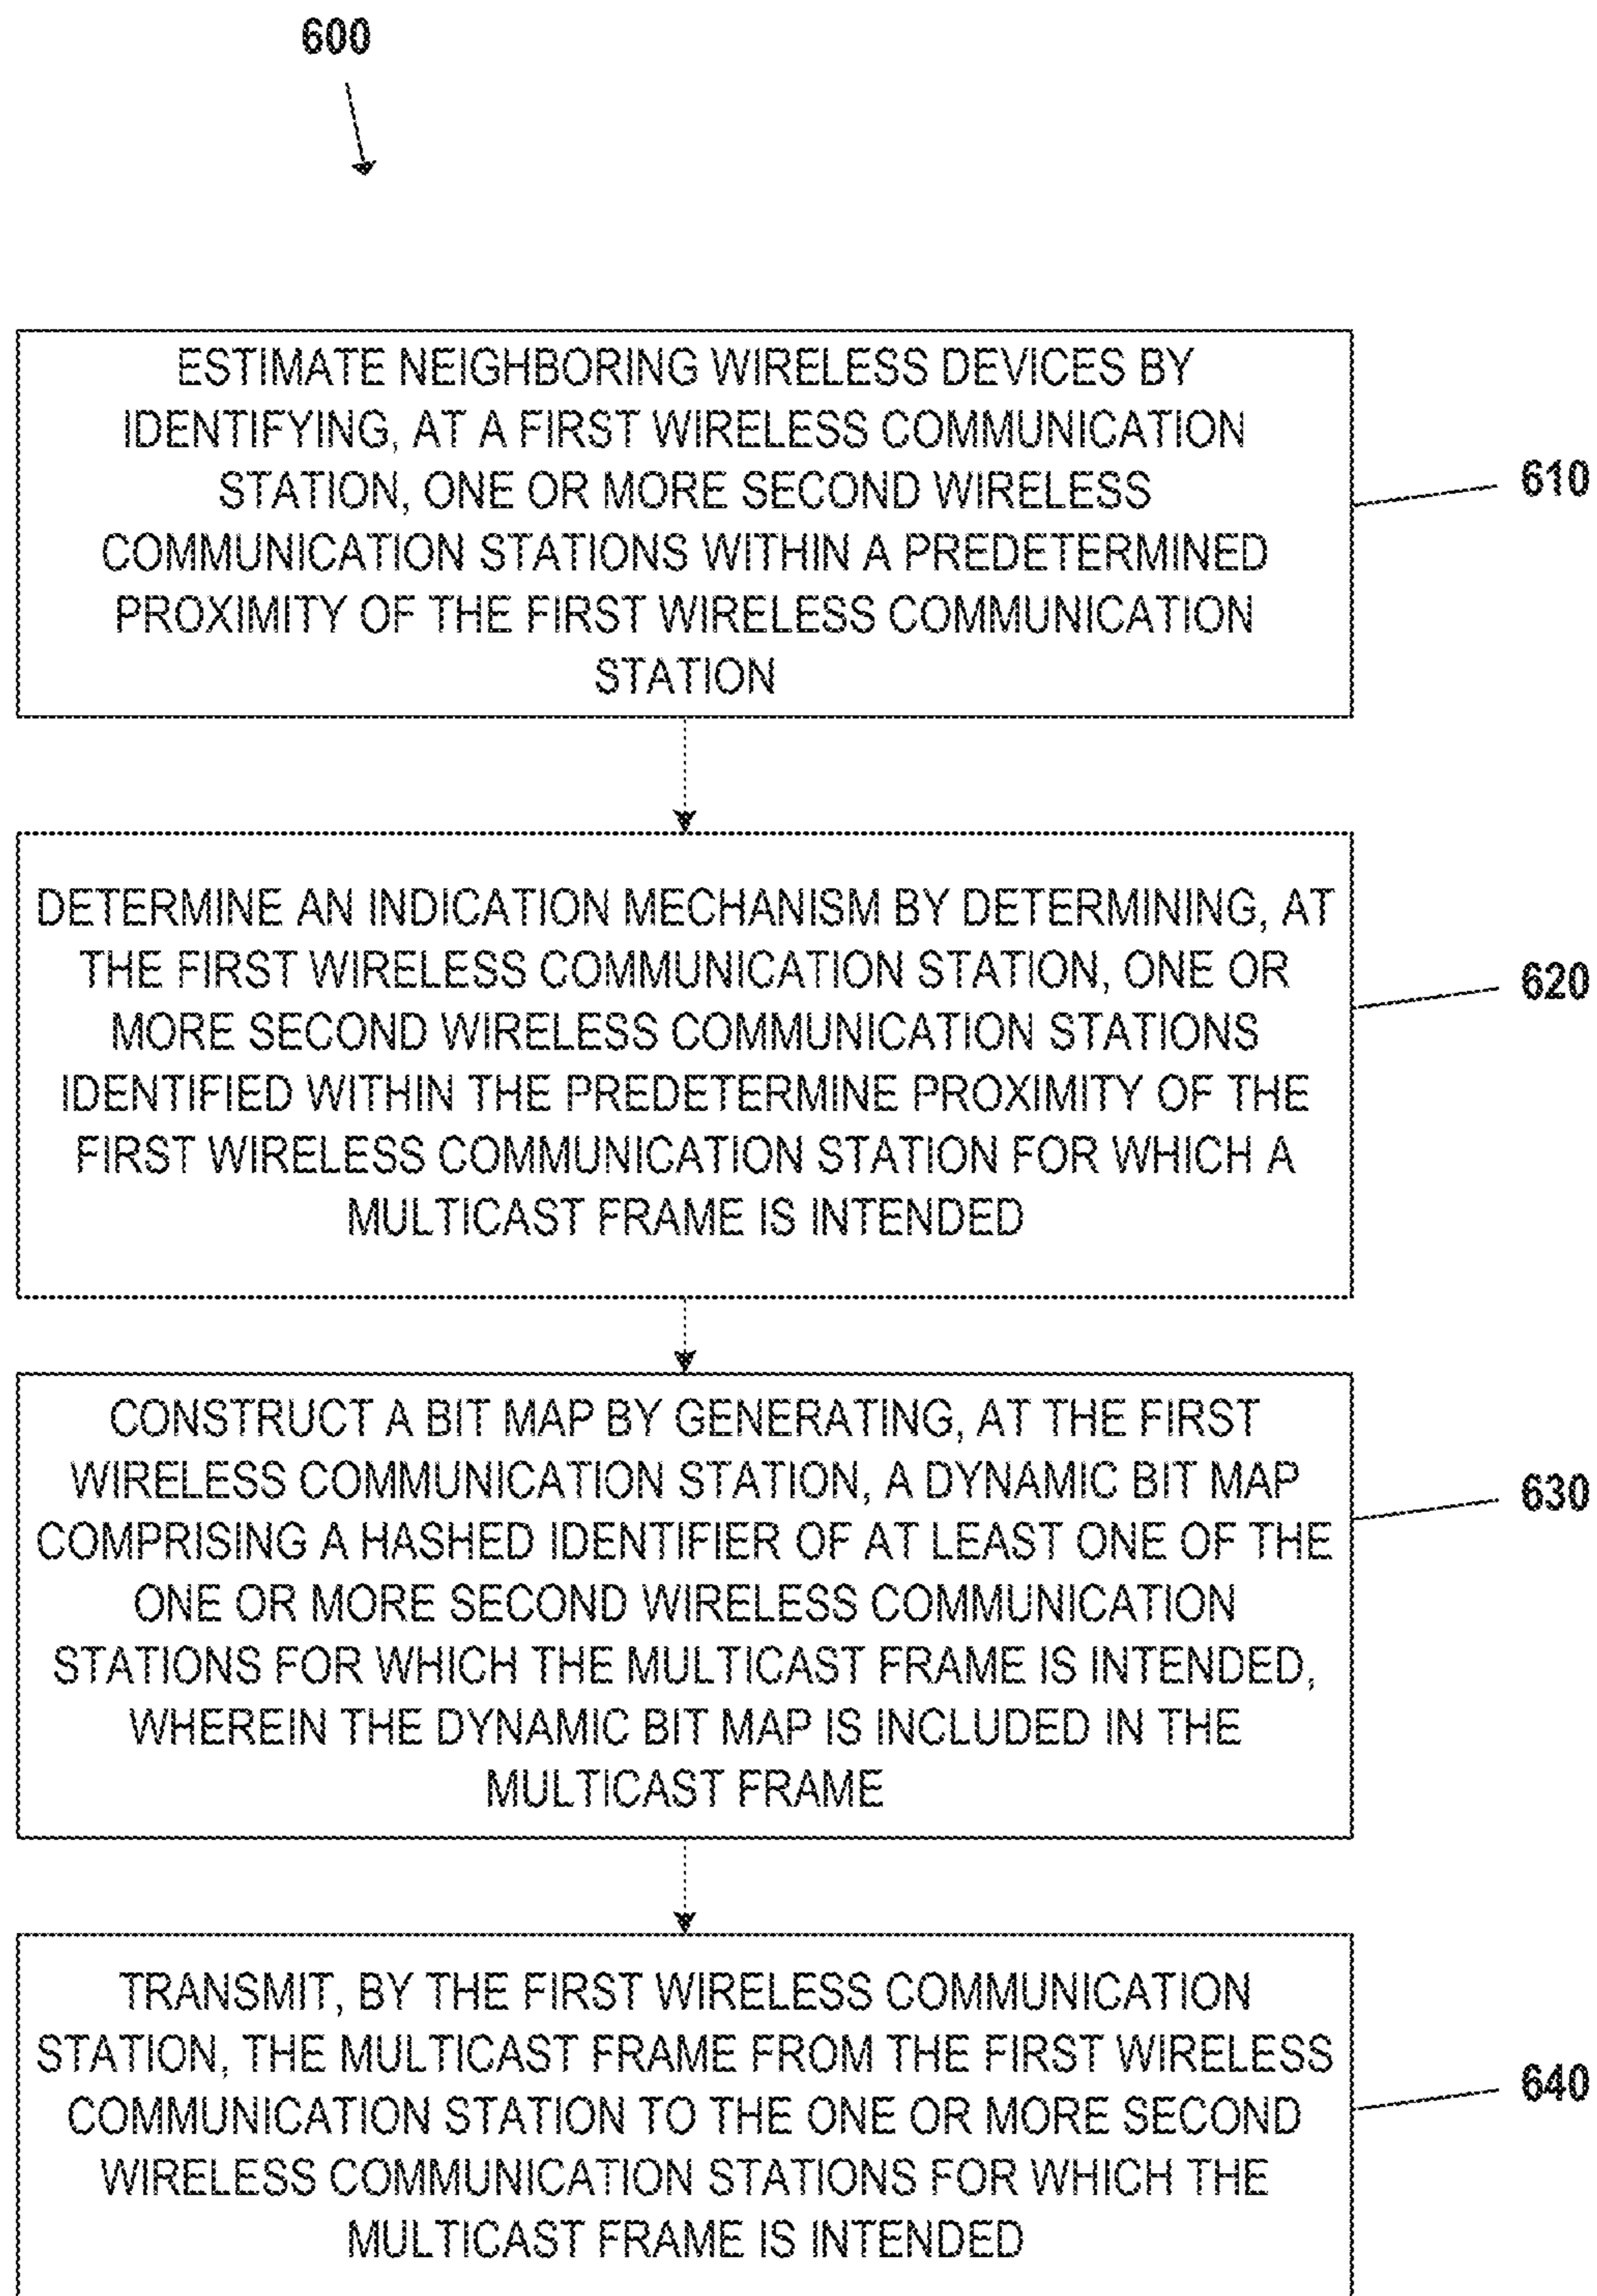 600
ESTIMATE NEIGHBORING WIRELESS DEVICES BY
IDENTIFYING, AT A FIRST WIRELESS COMMUNICATION
STATION, ONE OR MORE SECOND WIRELESS
COMMUNICATION STATIONS WITHIN A PREDETERMINED
PROXIMITY OF THE FIRST WIRELESS COMMUNICATION
STATION
610
DETERMINE AN INDICATION MECHANISM BY DETERMINING, AT
THE FIRST WIRELESS COMMUNICATION STATION, ONE OR
MORE SECOND WIRELESS COMMUNICATION STATIONS
IDENTIFIED WITHIN THE PREDETERMINE PROXIMITY OF THE
FIRST WIRELESS COMMUNICATION STATION FOR WHICH A
MULTICAST FRAME IS INTENDED
620
CONSTRUCT A BIT MAP BY GENERATING, AT THE FIRST
WIRELESS COMMUNICATION STATION, A DYNAMIC BIT MAP
COMPRISING A HASHED IDENTIFIER OF AT LEAST ONE OF THE
ONE OR MORE SECOND WIRELESS COMMUNICATION
STATIONS FOR WHICH THE MULTICAST FRAME IS INTENDED,
WHEREIN THE DYNAMIC BIT MAP IS INCLUDED IN THE
MULTICAST FRAME
630
TRANSMIT, BY THE FIRST WIRELESS COMMUNICATION
STATION, THE MULTICAST FRAME FROM THE FIRST WIRELESS
COMMUNICATION STATION TO THE ONE OR MORE SECOND
WIRELESS COMMUNICATION STATIONS FOR WHICH THE
MULTICAST FRAME IS INTENDED
640